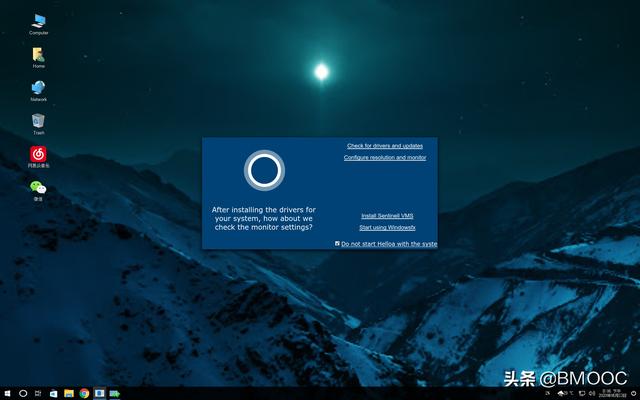 Computer
Home
Network
Trash
网易云音乐
微信
Check for drivers and updates
Configure resolution and monitor
After installing the drivers for
your system, how about we
check the monitor settings?
Install Sentinell VMS
Start using Windowsfx
Do not start Helloa with the syste
头条 @BMOOC